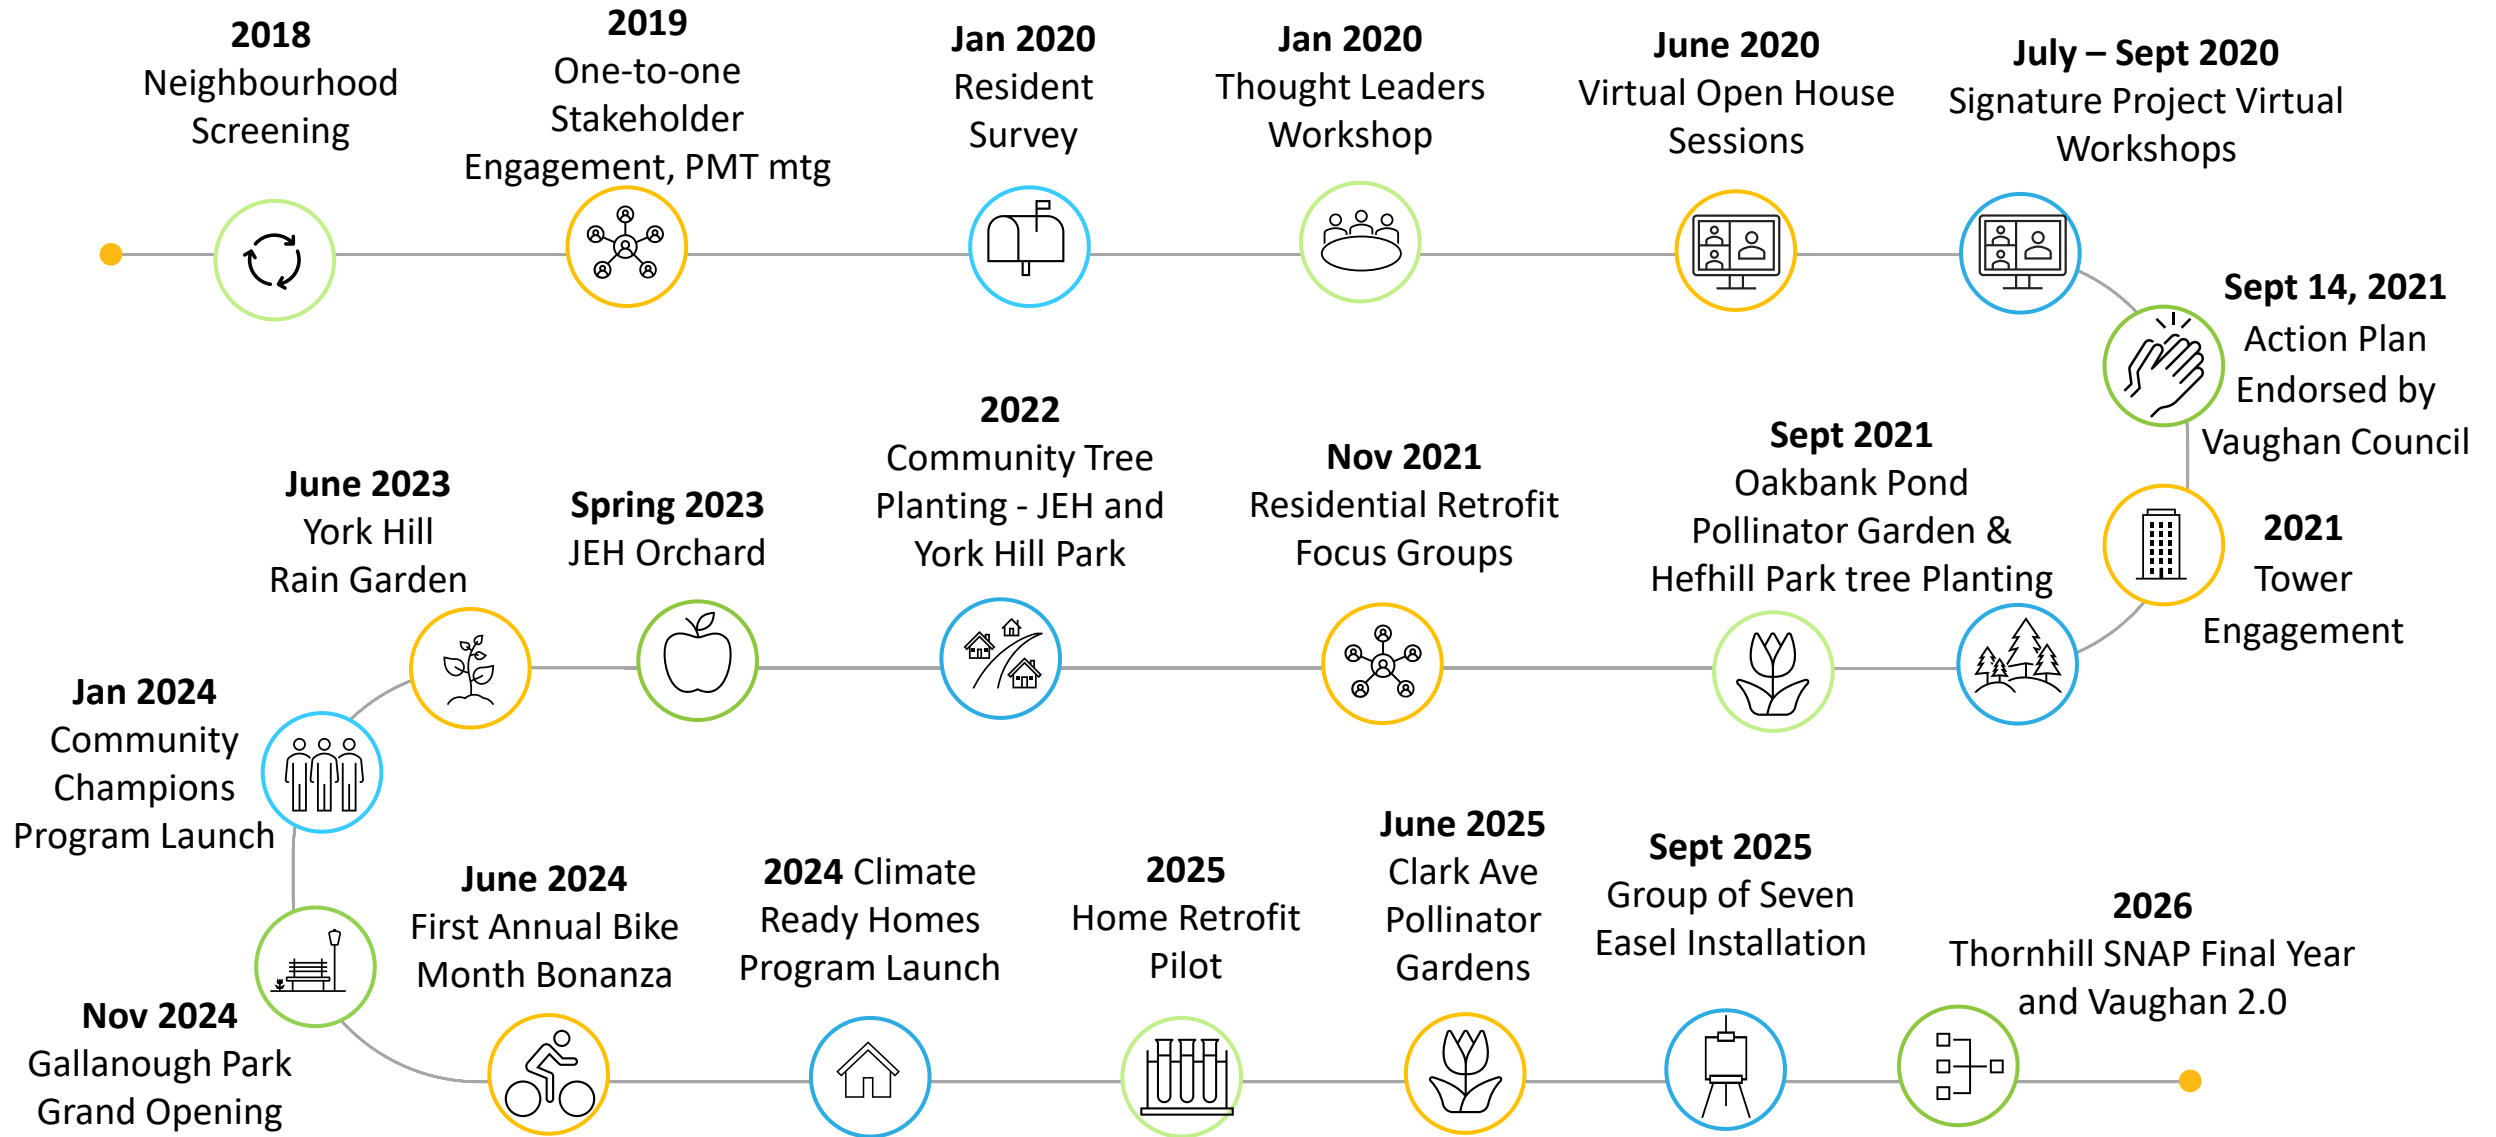 2018
Neighbourhood
Screening
2019
One-to-one
Stakeholder
Engagement, PMT mtg
Jan 2020
Resident
Survey
Jan 2020
Thought Leaders
Workshop
June 2020
Virtual Open House
Sessions
July – Sept 2020
Signature Project Virtual
Workshops
Sept 14, 2021
Action Plan
Endorsed by
Vaughan Council
2021
Tower
Engagement
Sept 2021
Oakbank Pond
Pollinator Garden &
Hefhill Park tree Planting
Nov 2021
Residential Retrofit
Focus Groups
2022
Community Tree
Planting - JEH and
York Hill Park
Spring 2023
JEH Orchard
June 2023
York Hill
Rain Garden
Jan 2024
Community
Champions
Program Launch
Nov 2024
Gallanough Park
Grand Opening
June 2024
First Annual Bike
Month Bonanza
2024 Climate
Ready Homes
Program Launch
2025
Home Retrofit
Pilot
June 2025
Clark Ave
Pollinator
Gardens
Sept 2025
Group of Seven
Easel Installation
2026
Thornhill SNAP Final Year
and Vaughan 2.0